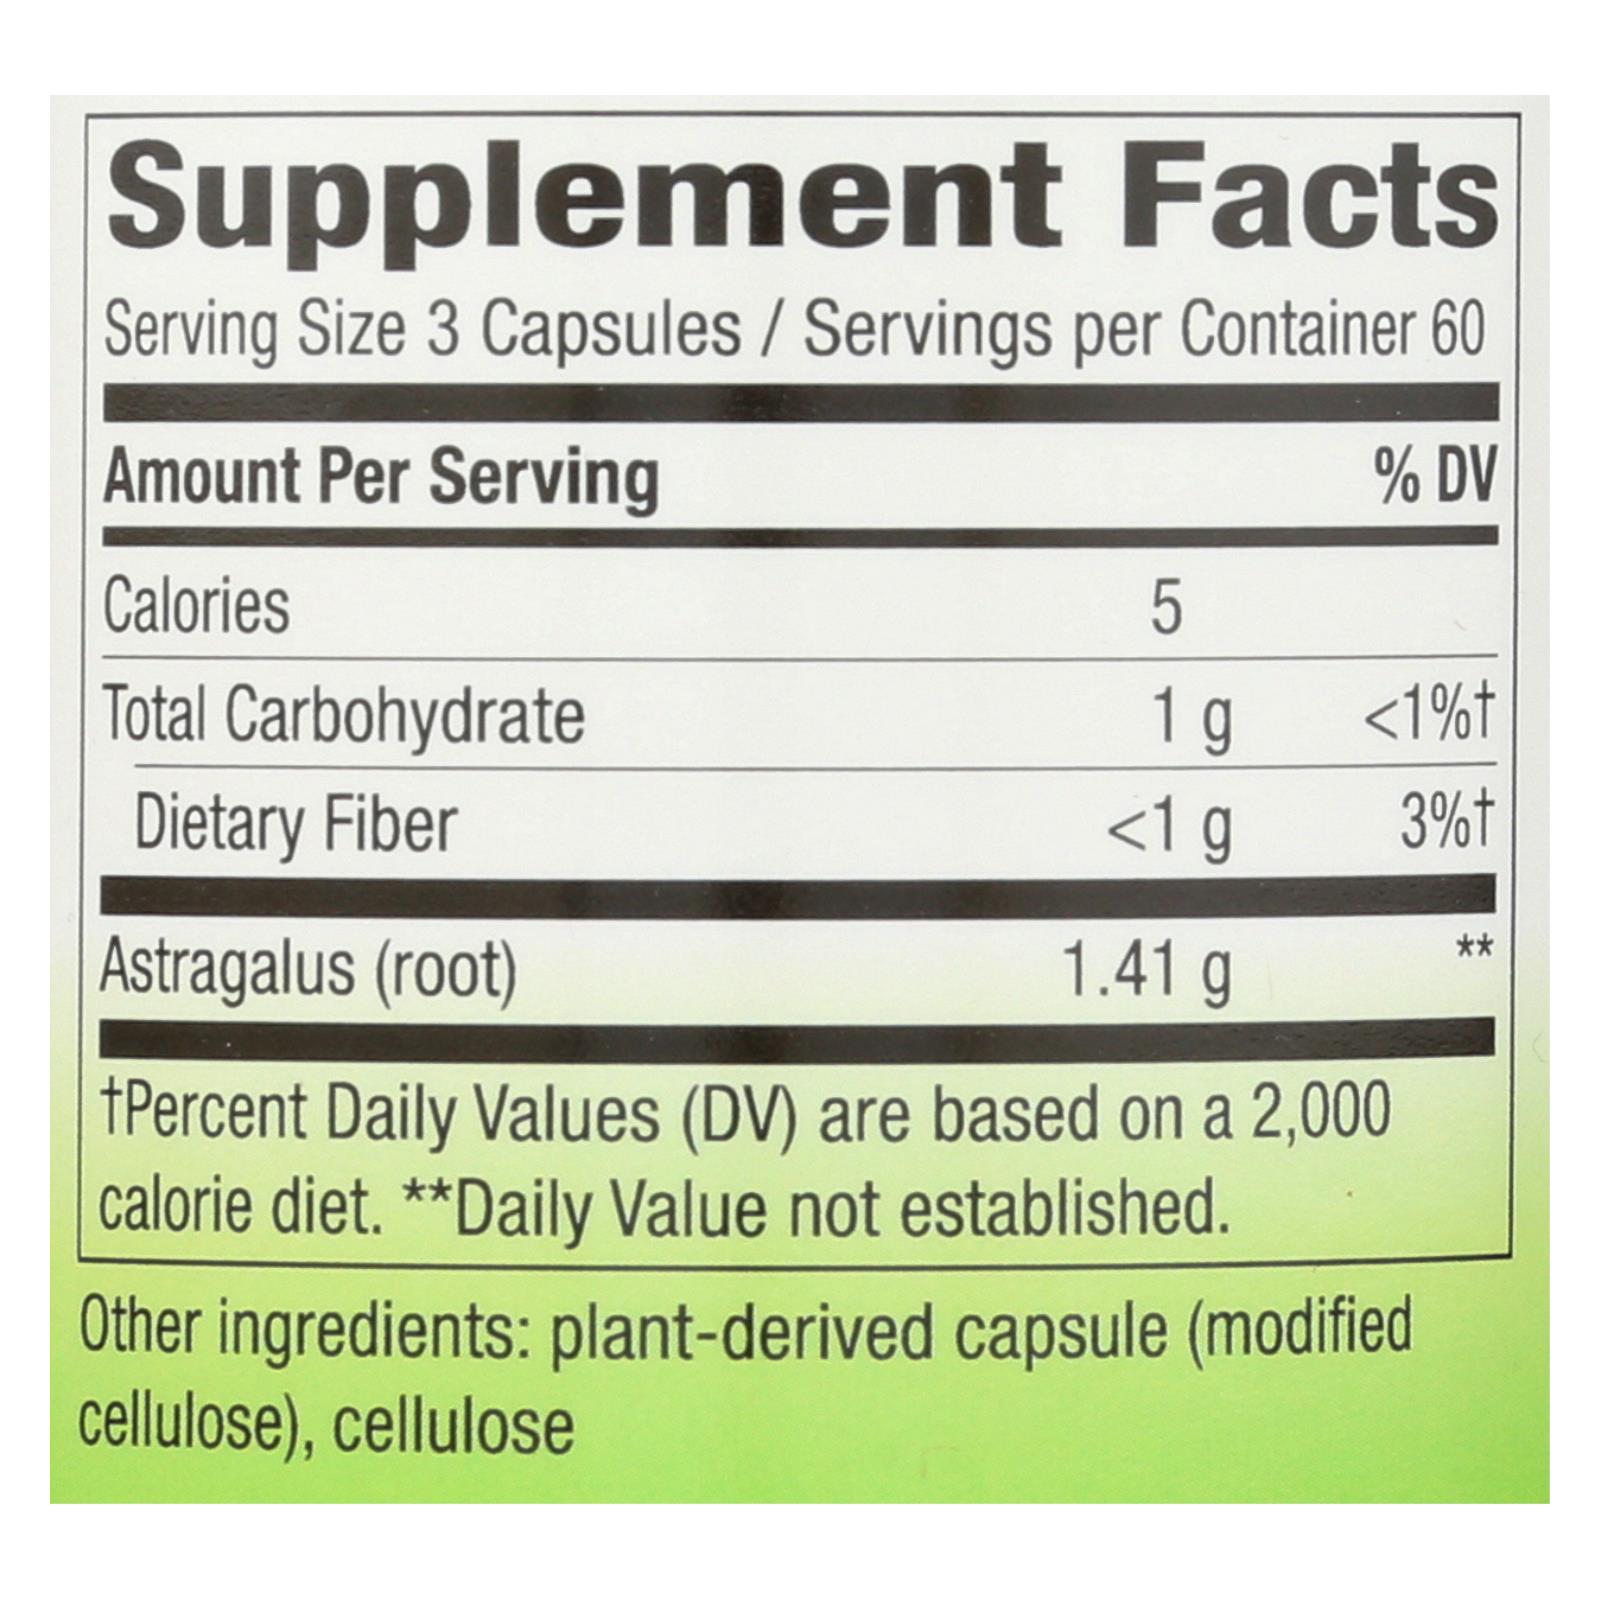 Supplement Facts
Serving Size 3 Capsules / Servings per Container 60
Amount Per Serving % DV
Calories 5
Total Carbohydrate 1 g <1%†
Dietary Fiber <1 g 3%†
Astragalus (root) 1.41 g **
†Percent Daily Values (DV) are based on a 2,000
calorie diet. **Daily Value not established.
Other ingredients: plant-derived capsule (modified
cellulose), cellulose